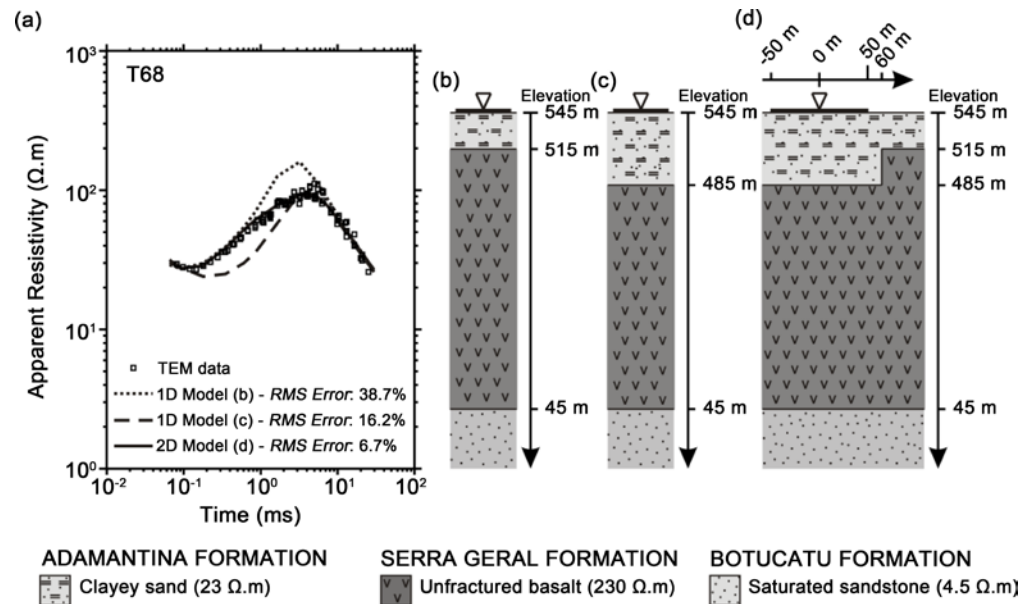 (a)
10³
10²
10¹
10⁰
Apparent Resistivity (Ω.m)
T68
TEM data
1D Model (b) - RMS Error: 38.7%
1D Model (c) - RMS Error: 16.2%
2D Model (d) - RMS Error: 6.7%
10⁻² 10⁻¹ 10⁰ 10¹ 10²
Time (ms)
(b)
Elevation
545 m
515 m
45 m
(c)
Elevation
545 m
485 m
45 m
(d)
-50 m
0 m
50 m
60 m
Elevation
545 m
515 m
485 m
45 m
ADAMANTINA FORMATION
Clayey sand (23 Ω.m)
SERRA GERAL FORMATION
Unfractured basalt (230 Ω.m)
BOTUCATU FORMATION
Saturated sandstone (4.5 Ω.m)